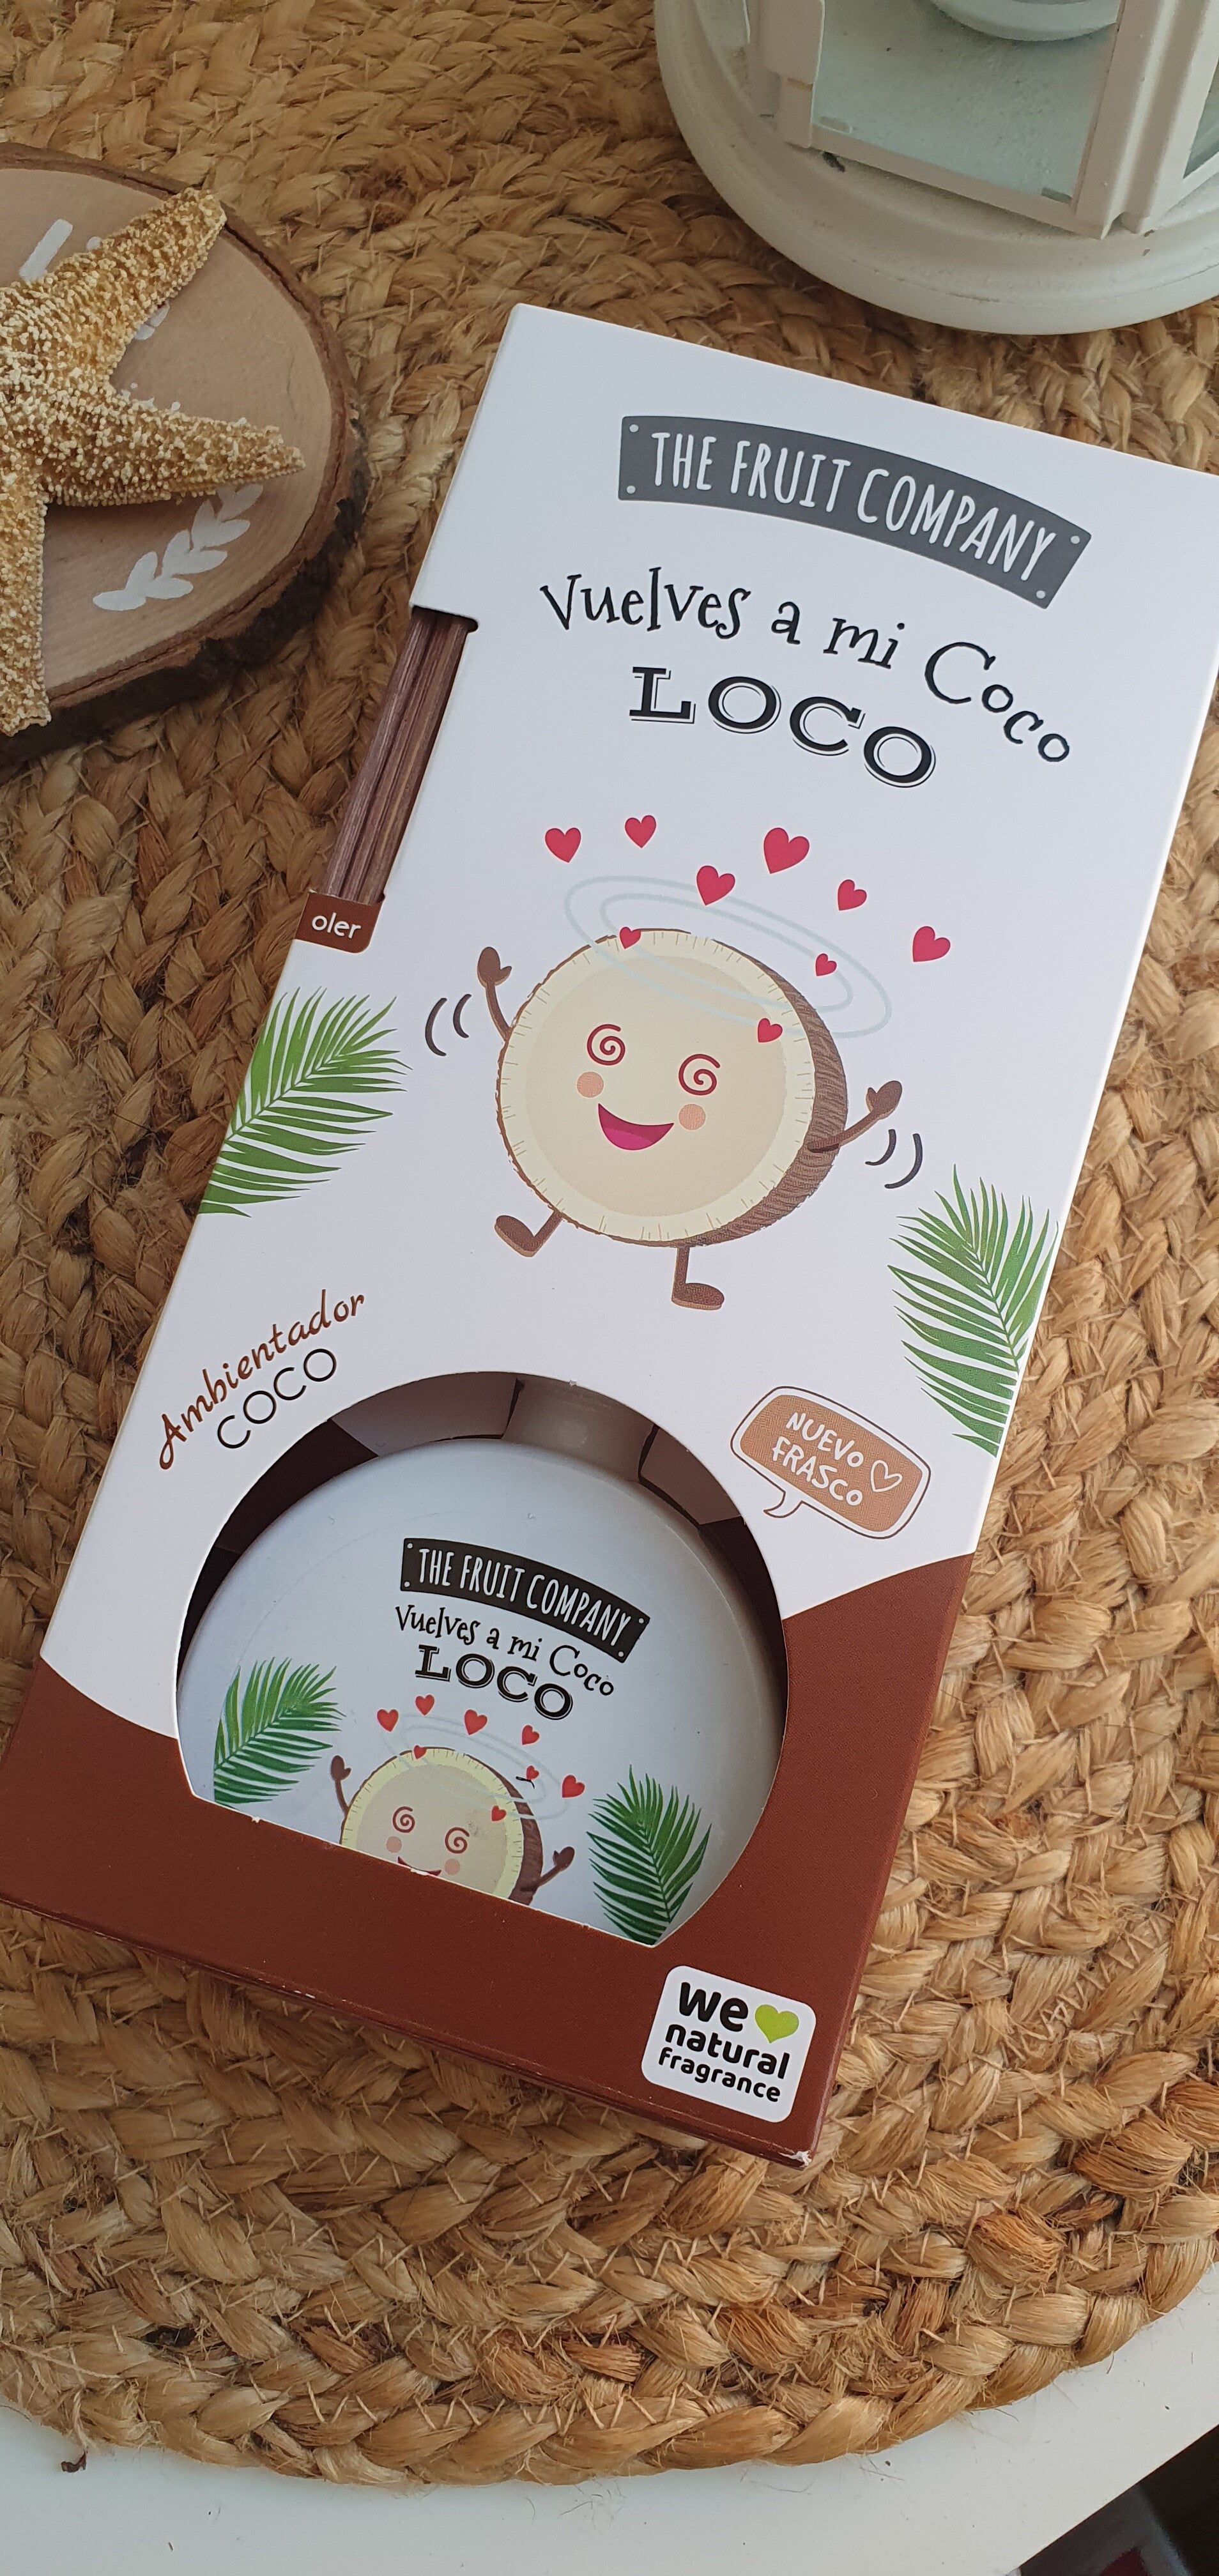 THE FRUIT COMPANY
Vuelves a mi Coco
LOCO
oler
Ambientador
COCO
NUEVO
FRASCO
THE FRUIT COMPANY
Vuelves a mi Coco
LOCO
we
natural
fragrance